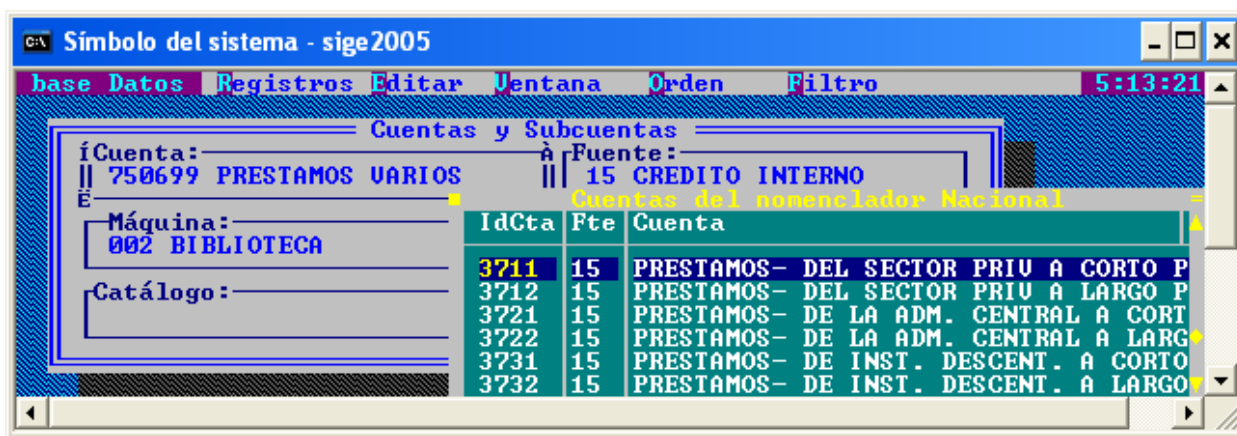 Símbolo del sistema - sige2005
base Datos Registros Editar Ventana Orden Filtro 5:13:21
Cuentas y Subcuentas
íCuenta: À Fuente:
750699 PRESTAMOS VARIOS 15 CREDITO INTERNO
Ë Cuentas del nomenclador Nacional
Máquina:
002 BIBLIOTECA
Catálogo:
IdCta Fte Cuenta
3711 15 PRESTAMOS- DEL SECTOR PRIV A CORTO P
3712 15 PRESTAMOS- DEL SECTOR PRIV A LARGO P
3721 15 PRESTAMOS- DE LA ADM. CENTRAL A CORT
3722 15 PRESTAMOS- DE LA ADM. CENTRAL A LARG
3731 15 PRESTAMOS- DE INST. DESCENT. A CORTO
3732 15 PRESTAMOS- DE INST. DESCENT. A LARGO